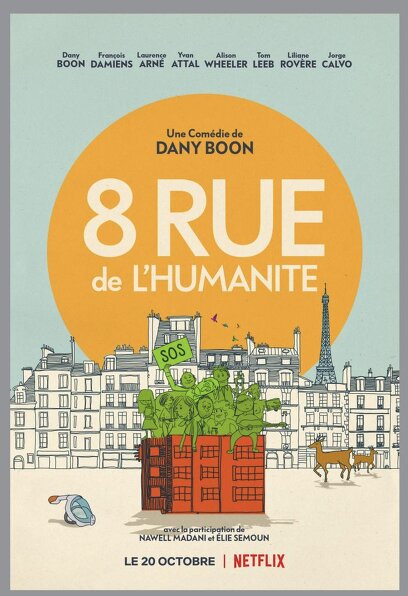 Dany François Laurence Yvan Alison Tom Liliane Jorge
BOON DAMIENS ARNÉ ATTAL WHEELER LEEB ROVÈRE CALVO
Une Comédie de
DANY BOON
8 RUE
de L'HUMANITE
SOS
avec la participation de
NAWELL MADANI et ÉLIE SEMOUN
LE 20 OCTOBRE | NETFLIX